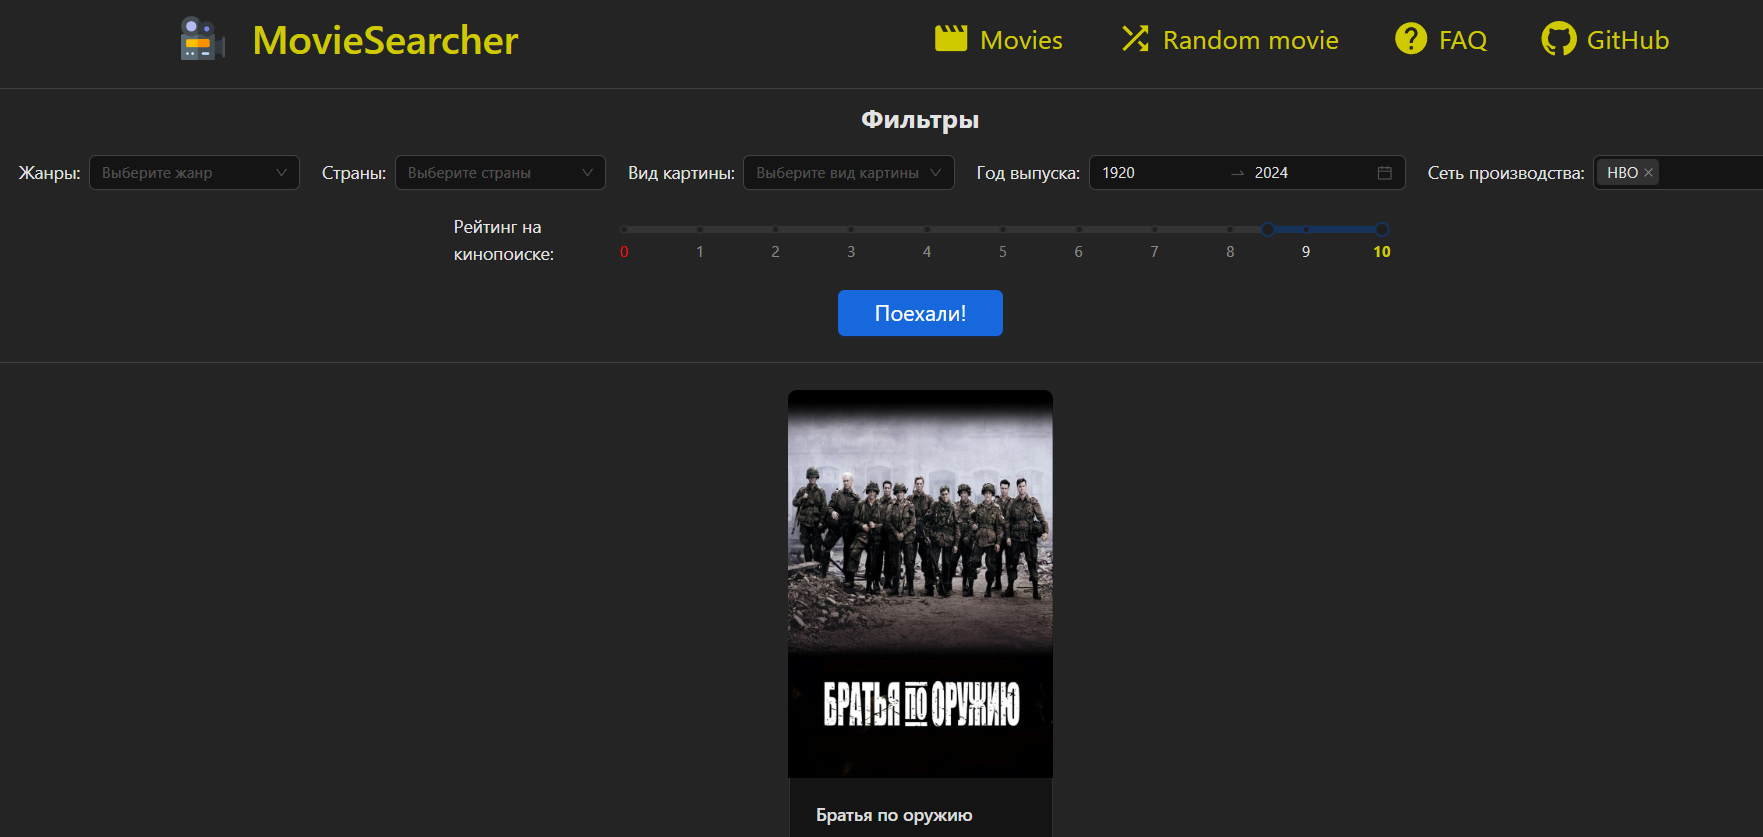 MovieSearcher Movies Random movie FAQ GitHub
Фильтры
Жанры: Выберите жанр Страны: Выберите страны Вид картины: Выберите вид картины Год выпуска: 1920 2024 Сеть производства: HBO
Рейтинг на
кинопоиске:
0 1 2 3 4 5 6 7 8 9 10
Поехали!
БРАТЬЯ ПО ОРУЖИЮ
Братья по оружию